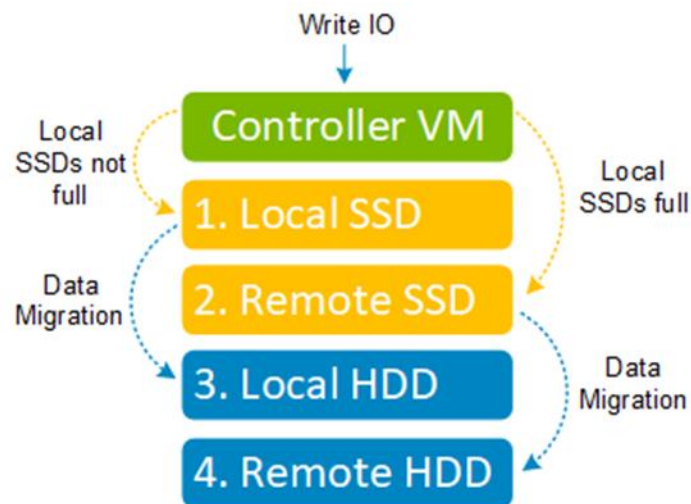 Write IO
Controller VM
Local
SSDs not
full
Local
SSDs full
1. Local SSD
2. Remote SSD
Data
Migration
3. Local HDD
Data
Migration
4. Remote HDD